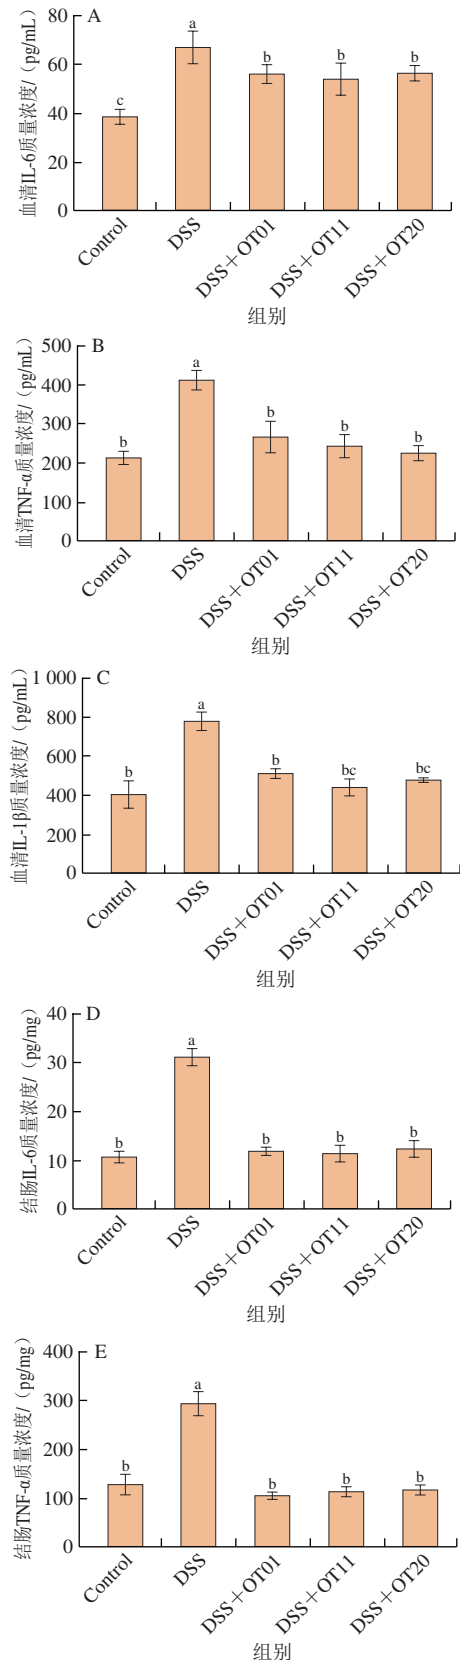 A
血清IL-6质量浓度/（pg/mL）
80
60
40
20
0
c
a
b
b
b
Control
DSS
DSS＋OT01
DSS＋OT11
DSS＋OT20
组别
B
血清TNF-α质量浓度/（pg/mL）
500
400
300
200
100
0
b
a
b
b
b
Control
DSS
DSS＋OT01
DSS＋OT11
DSS＋OT20
组别
C
血清IL-1β质量浓度/（pg/mL）
1 000
800
600
400
200
0
b
a
b
bc
bc
Control
DSS
DSS＋OT01
DSS＋OT11
DSS＋OT20
组别
D
结肠IL-6质量浓度/（pg/mg）
40
30
20
10
0
b
a
b
b
b
Control
DSS
DSS＋OT01
DSS＋OT11
DSS＋OT20
组别
E
结肠TNF-α质量浓度/（pg/mg）
400
300
200
100
0
b
a
b
b
b
Control
DSS
DSS＋OT01
DSS＋OT11
DSS＋OT20
组别